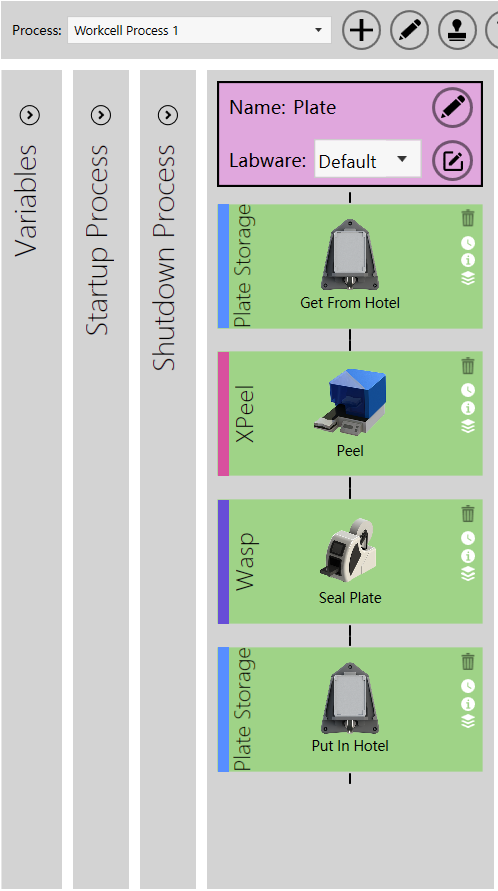 Process: Workcell Process 1
Variables
Startup Process
Shutdown Process
Name: Plate
Labware: Default
Plate Storage
Get From Hotel
XPeel
Peel
Wasp
Seal Plate
Plate Storage
Put In Hotel